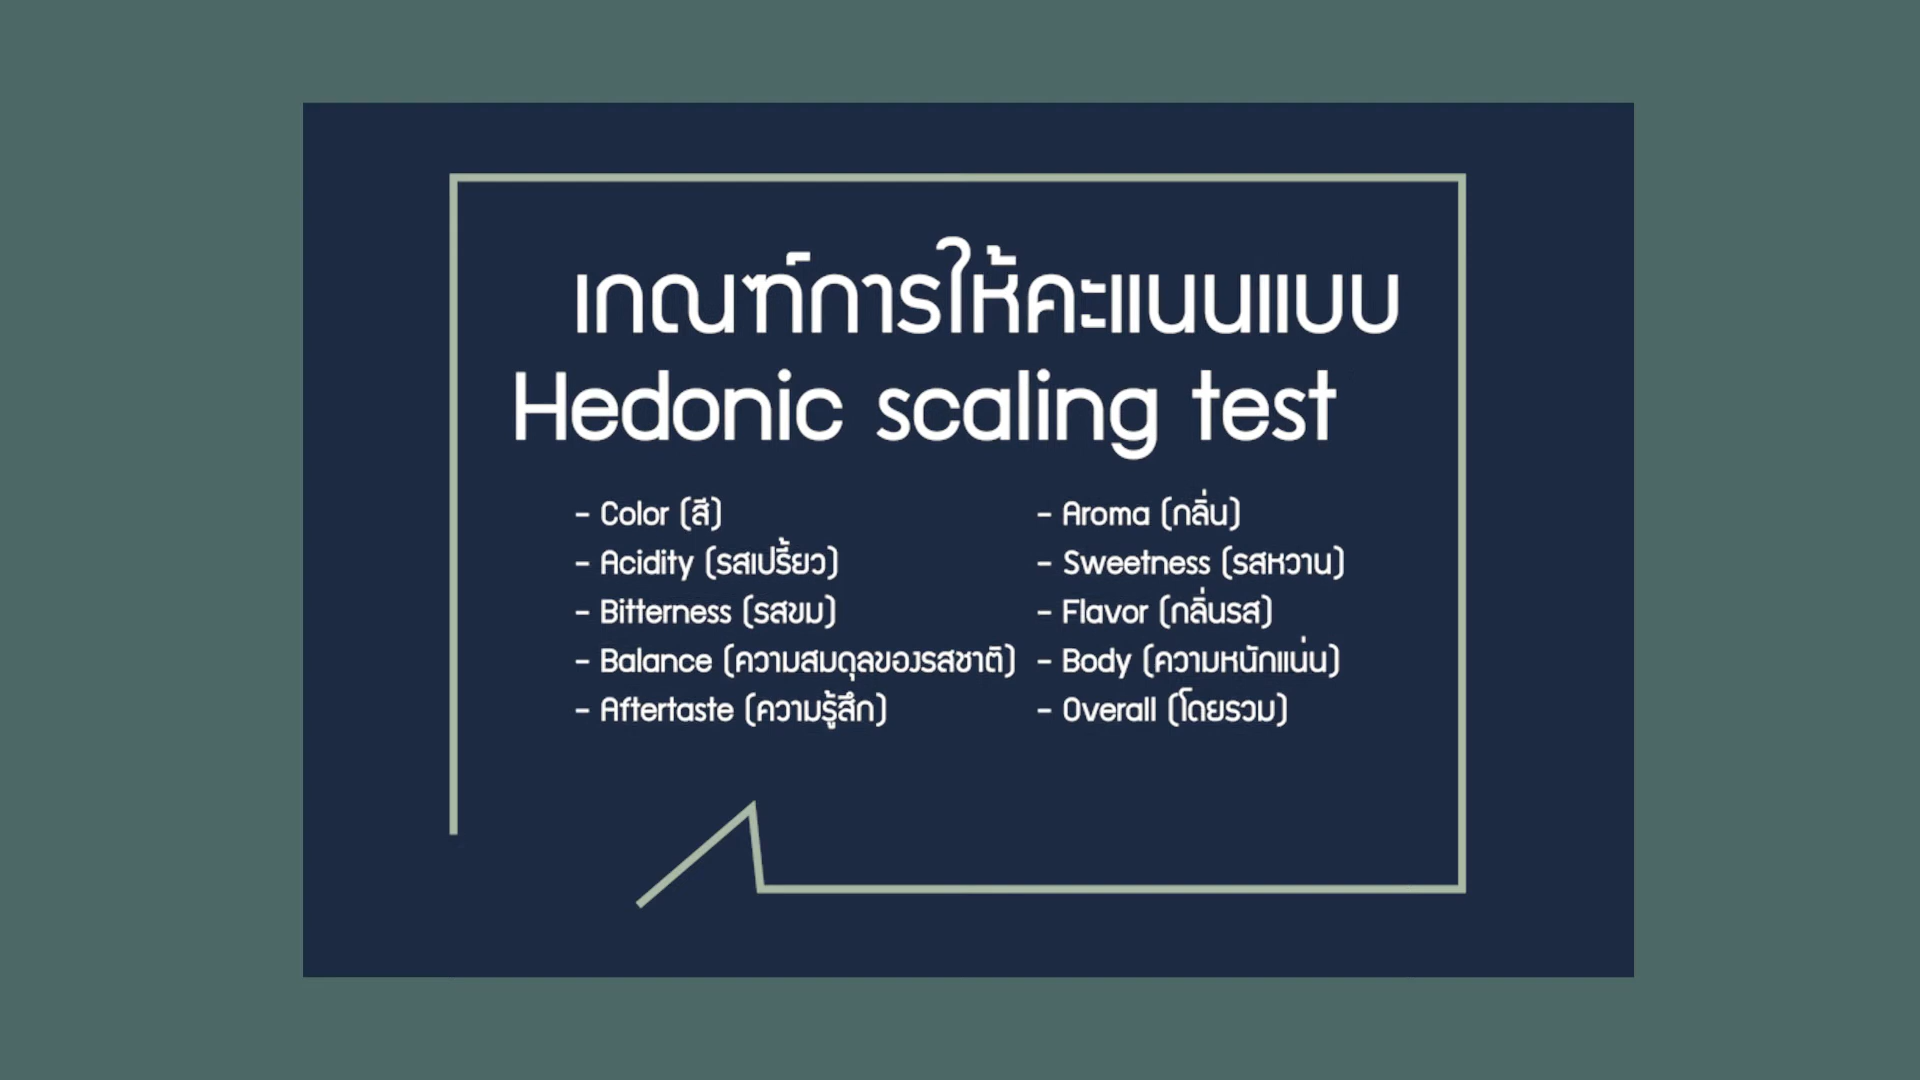 เกณฑ์การให้คะแนนแบบ
Hedonic scaling test
- Color (สี)
- Acidity (รสเปรี้ยว)
- Bitterness (รสขม)
- Balance (ความสมดุลของรสชาติ)
- Aftertaste (ความรู้สึก)
- Aroma (กลิ่น)
- Sweetness (รสหวาน)
- Flavor (กลิ่นรส)
- Body (ความหนักแน่น)
- Overall (โดยรวม)